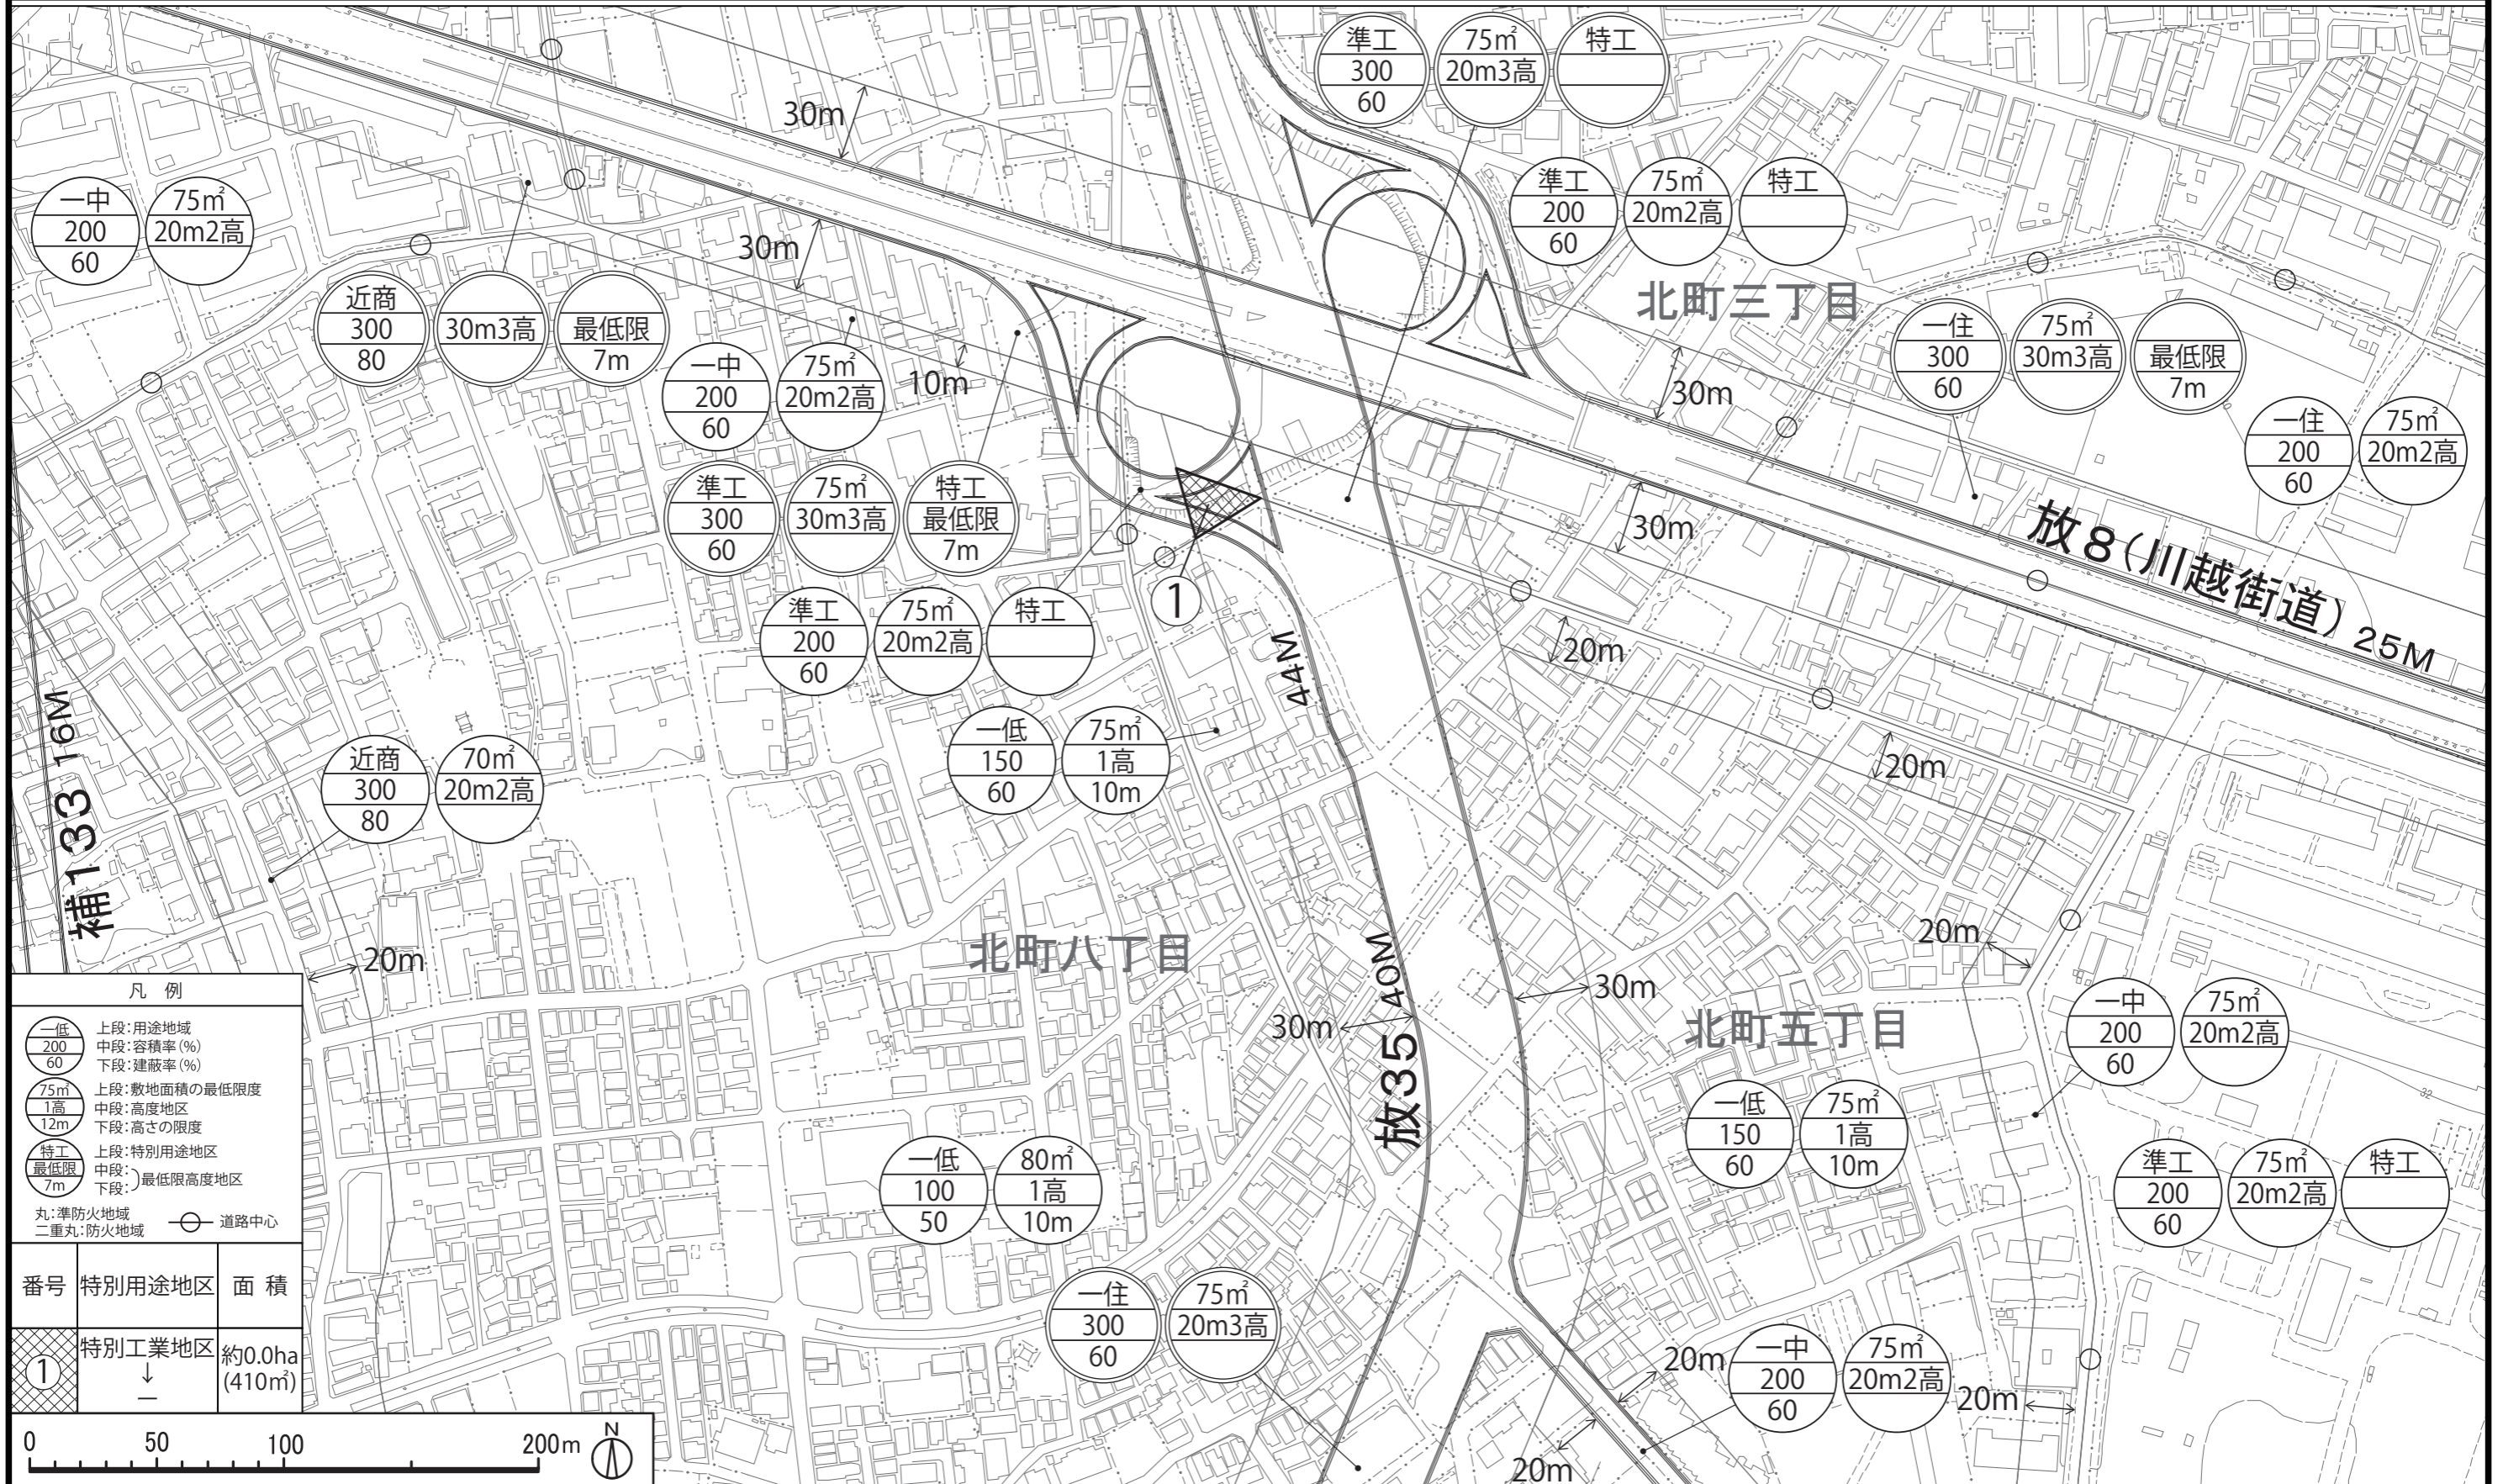 準工
300
60
75㎡
20m3高
特工
30m
準工
200
60
75㎡
20m2高
特工
一中
200
60
75㎡
20m2高
30m
北町三丁目
近商
300
80
30m3高
最低限
7m
一中
200
60
75㎡
20m2高
10m
30m
一住
300
60
75㎡
30m3高
最低限
7m
一住
200
60
75㎡
20m2高
準工
300
60
75㎡
30m3高
特工
最低限
7m
30m
放8(川越街道) 25M
準工
200
60
75㎡
20m2高
特工
1
44M
20m
補133 16M
近商
300
80
70㎡
20m2高
一低
150
60
75㎡
1高
10m
20m
北町八丁目
20m
20m
放35 40M
30m
30m
北町五丁目
一中
200
60
75㎡
20m2高
一低
150
60
75㎡
1高
10m
32
一低
100
50
80㎡
1高
10m
準工
200
60
75㎡
20m2高
特工
一住
300
60
75㎡
20m3高
20m
一中
200
60
75㎡
20m2高
20m
20m
凡 例
一低
200
60
上段:用途地域
中段:容積率(%)
下段:建蔽率(%)
75㎡
1高
12m
上段:敷地面積の最低限度
中段:高度地区
下段:高さの限度
特工
最低限
7m
上段:特別用途地区
中段:
下段:}最低限高度地区
丸:準防火地域
二重丸:防火地域
道路中心
番号 特別用途地区 面 積
1 特別工業地区 ↓ — 約0.0ha (410㎡)
0 50 100 200m
N